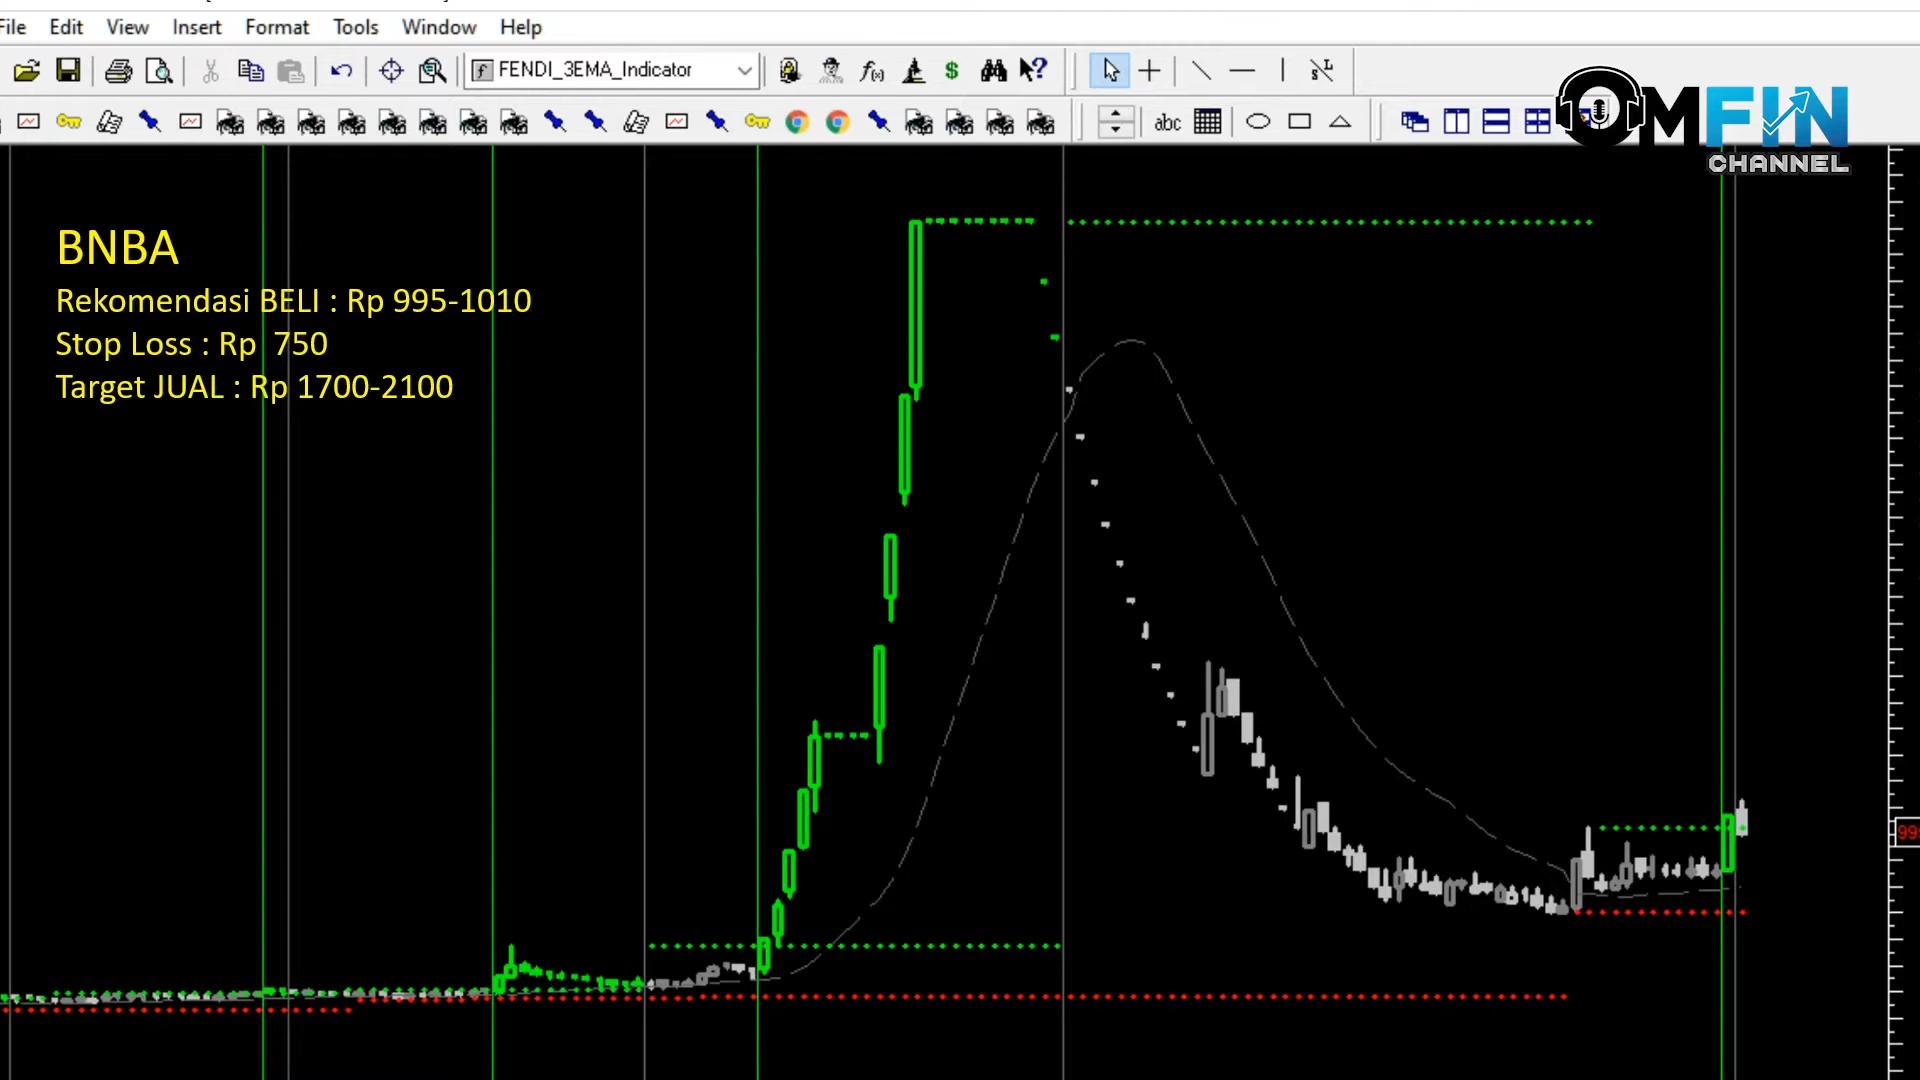 File Edit View Insert Format Tools Window Help
FENDI_3EMA_Indicator
abc
OMFIN
CHANNEL
BNBA
Rekomendasi BELI : Rp 995-1010
Stop Loss : Rp 750
Target JUAL : Rp 1700-2100